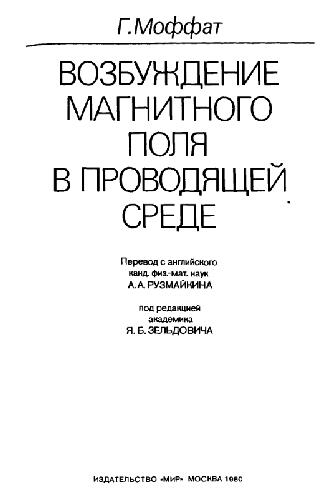 Г. Моффат
ВОЗБУЖДЕНИЕ
МАГНИТНОГО
ПОЛЯ
В ПРОВОДЯЩЕЙ
СРЕДЕ
Перевод с английского
канд. физ.-мат. наук
А. А. РУЗМАЙКИНА
под редакцией
академика
Я. Б. ЗЕЛЬДОВИЧА
ИЗДАТЕЛЬСТВО «МИР» МОСКВА 1980